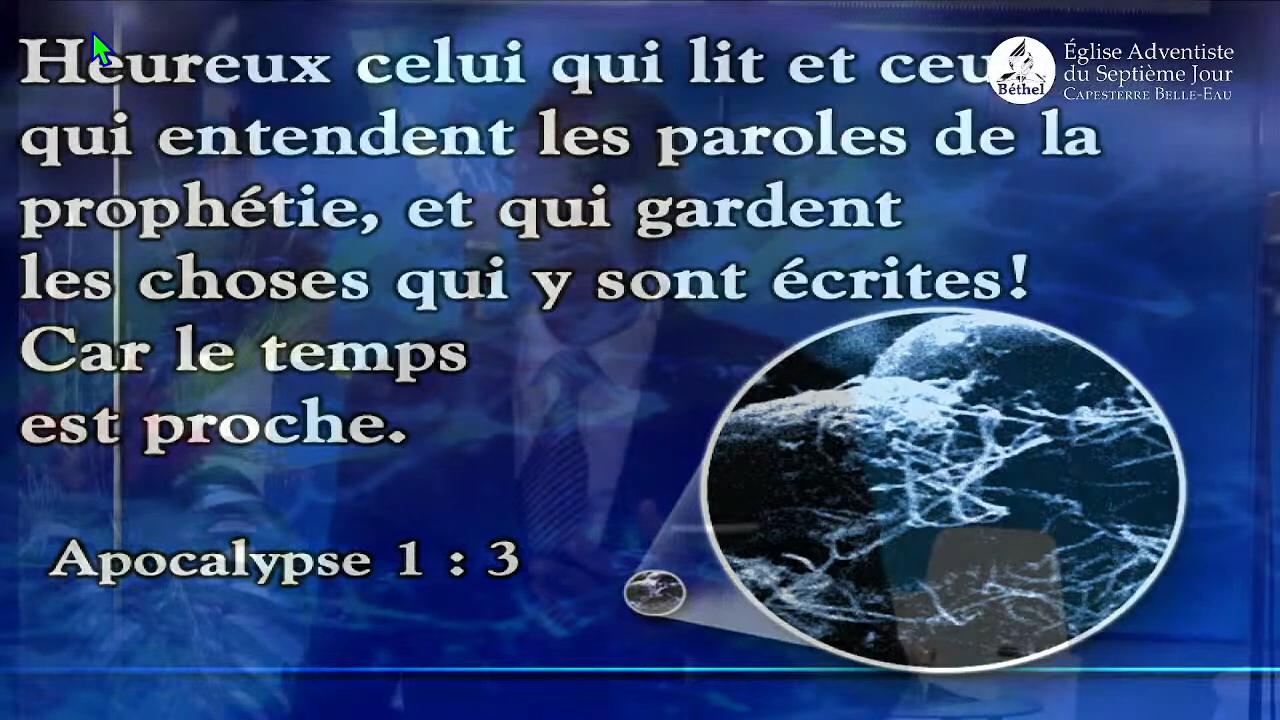 Heureux celui qui lit et ceu
qui entendent les paroles de la
prophétie, et qui gardent
les choses qui y sont écrites!
Car le temps
est proche.
Apocalypse 1 : 3
Béthel
Église Adventiste
du Septième Jour
Capesterre Belle-Eau